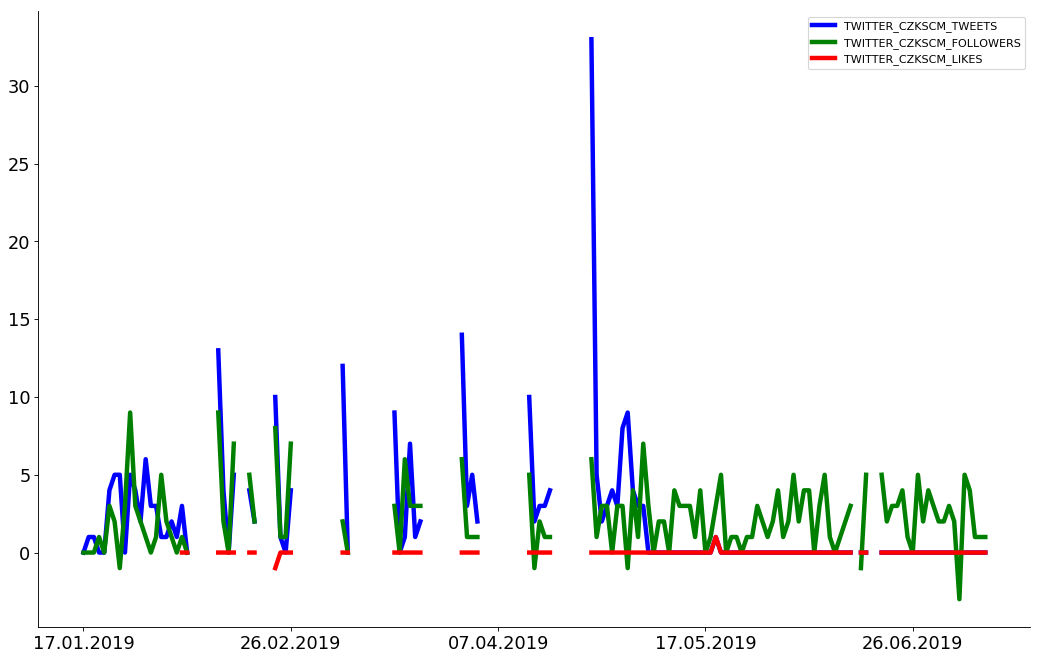 TWITTER_CZKSCM_TWEETS
TWITTER_CZKSCM_FOLLOWERS
TWITTER_CZKSCM_LIKES
30
25
20
15
10
5
0
17.01.2019 26.02.2019 07.04.2019 17.05.2019 26.06.2019